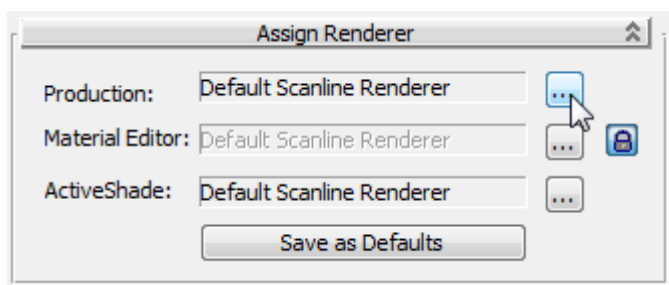 Assign Renderer
Production: Default Scanline Renderer ...
Material Editor: Default Scanline Renderer ...
ActiveShade: Default Scanline Renderer ...
Save as Defaults